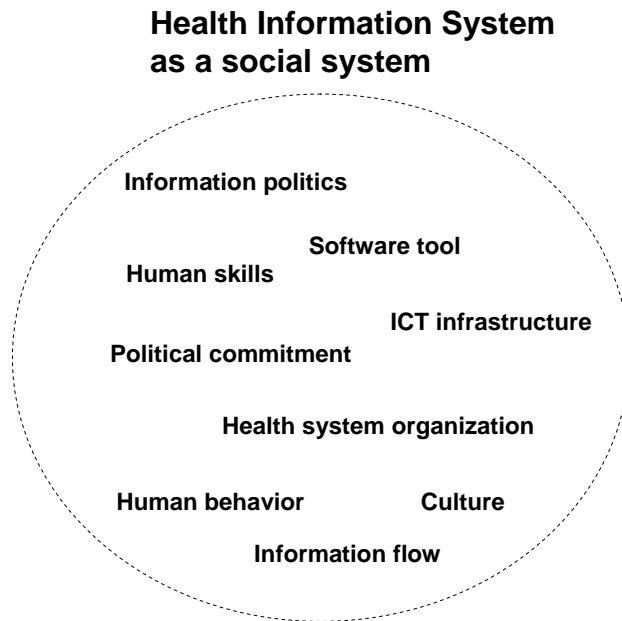 Health Information System
as a social system
Information politics
Software tool
Human skills
ICT infrastructure
Political commitment
Health system organization
Human behavior
Culture
Information flow